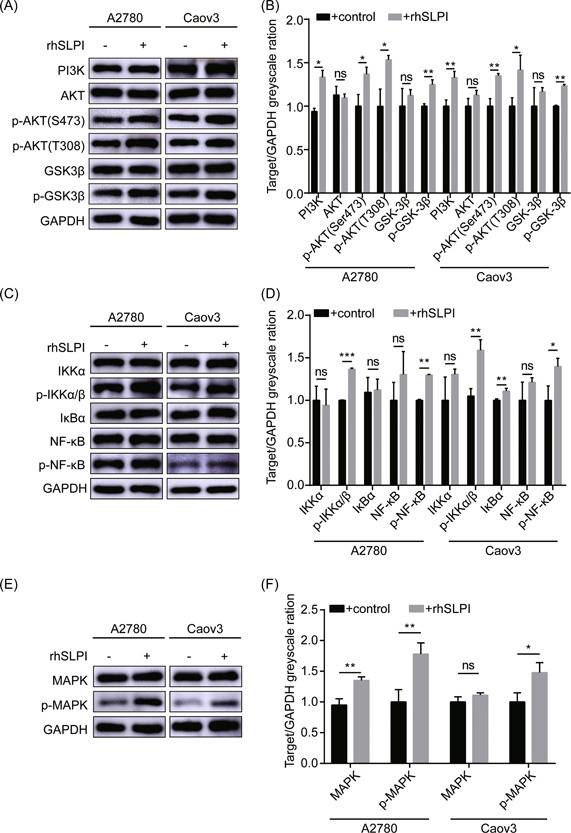 (A)
A2780 Caov3
rhSLPI - + - +
PI3K
AKT
p-AKT(S473)
p-AKT(T308)
GSK3β
p-GSK3β
GAPDH
(B)
+control +rhSLPI
Target/GAPDH greyscale ration
2.0
1.5
1.0
0.5
0.0
* ns * * ns ** ** ns ** * ns **
PI3K AKT p-AKT(Ser473) p-AKT(T308) GSK-3β p-GSK-3β PI3K AKT p-AKT(Ser473) p-AKT(T308) GSK-3β p-GSK-3β
A2780 Caov3
(C)
A2780 Caov3
rhSLPI - + - +
IKKα
p-IKKα/β
IκBα
NF-κB
p-NF-κB
GAPDH
(D)
+control +rhSLPI
Target/GAPDH greyscale ration
2.0
1.5
1.0
0.5
0.0
ns *** ns ns ** ns ** ** ns *
IKKα p-IKKα/β IκBα NF-κB p-NF-κB IKKα p-IKKα/β IκBα NF-κB p-NF-κB
A2780 Caov3
(E)
A2780 Caov3
rhSLPI - + - +
MAPK
p-MAPK
GAPDH
(F)
+control +rhSLPI
Target/GAPDH greyscale ration
2.5
2.0
1.5
1.0
0.5
0.0
** ** ns *
MAPK p-MAPK MAPK p-MAPK
A2780 Caov3